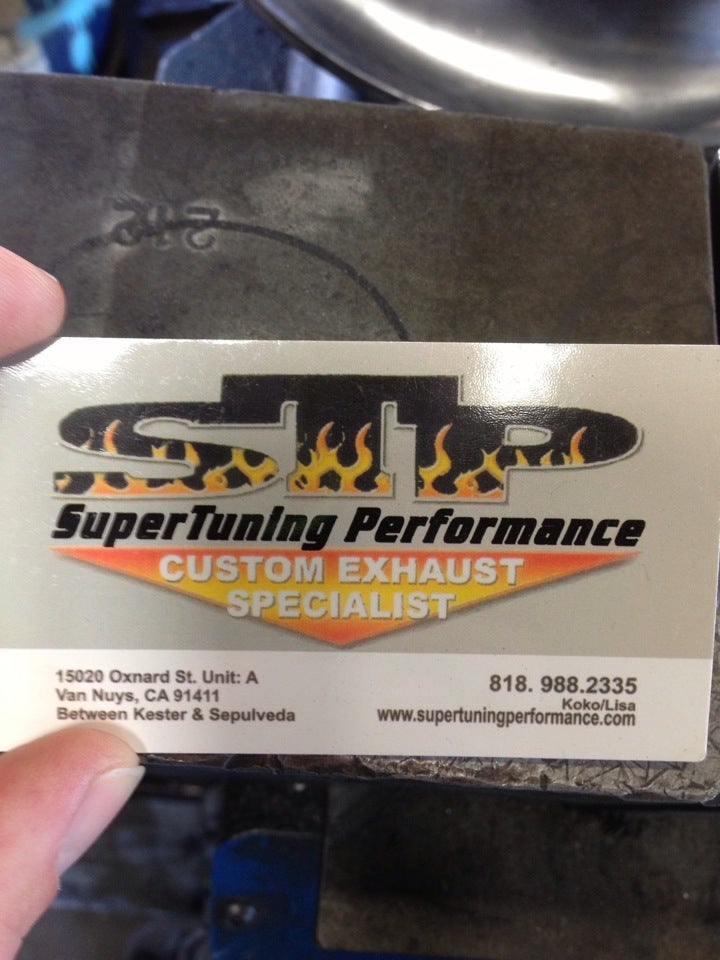 STP
SuperTuning Performance
CUSTOM EXHAUST
SPECIALIST
15020 Oxnard St. Unit: A
Van Nuys, CA 91411
Between Kester & Sepulveda
818. 988.2335
Koko/Lisa
www.supertuningperformance.com